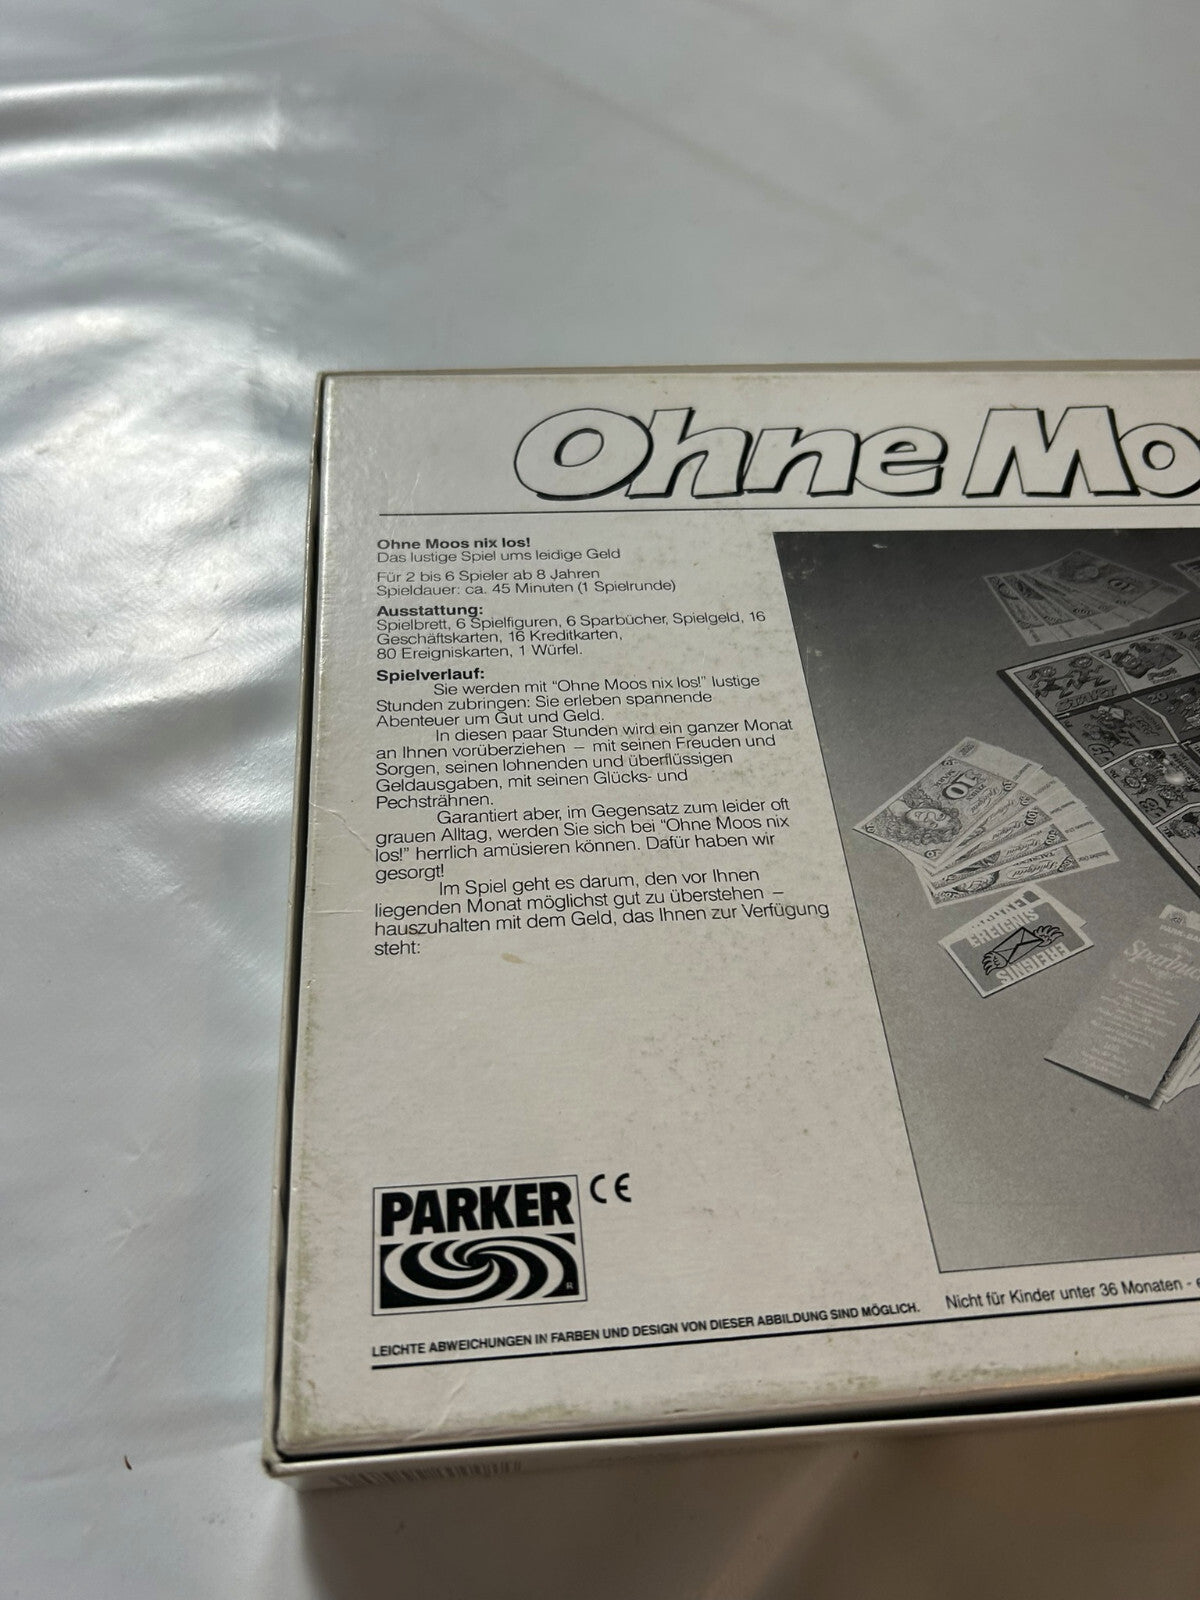 Ohne Moo
Ohne Moos nix los!
Das lustige Spiel ums leidige Geld
Für 2 bis 6 Spieler ab 8 Jahren
Spieldauer: ca. 45 Minuten (1 Spielrunde)
Ausstattung:
Spielbrett, 6 Spielfiguren, 6 Sparbücher, Spielgeld, 16
Geschäftskarten, 16 Kreditkarten,
80 Ereigniskarten, 1 Würfel.
Spielverlauf:
Sie werden mit “Ohne Moos nix los!” lustige
Stunden zubringen: Sie erleben spannende
Abenteuer um Gut und Geld.
In diesen paar Stunden wird ein ganzer Monat
an Ihnen vorüberziehen – mit seinen Freuden und
Sorgen, seinen lohnenden und überflüssigen
Geldausgaben, mit seinen Glücks- und
Pechsträhnen.
Garantiert aber, im Gegensatz zum leider oft
grauen Alltag, werden Sie sich bei “Ohne Moos nix
los!” herrlich amüsieren können. Dafür haben wir
gesorgt!
Im Spiel geht es darum, den vor Ihnen
liegenden Monat möglichst gut zu überstehen –
hauszuhalten mit dem Geld, das Ihnen zur Verfügung
steht:
START
10
10
EREIGNIS
EREIGNIS
PARKER
®
CE
Nicht für Kinder unter 36 Monaten -
LEICHTE ABWEICHUNGEN IN FARBEN UND DESIGN VON DIESER ABBILDUNG SIND MÖGLICH.